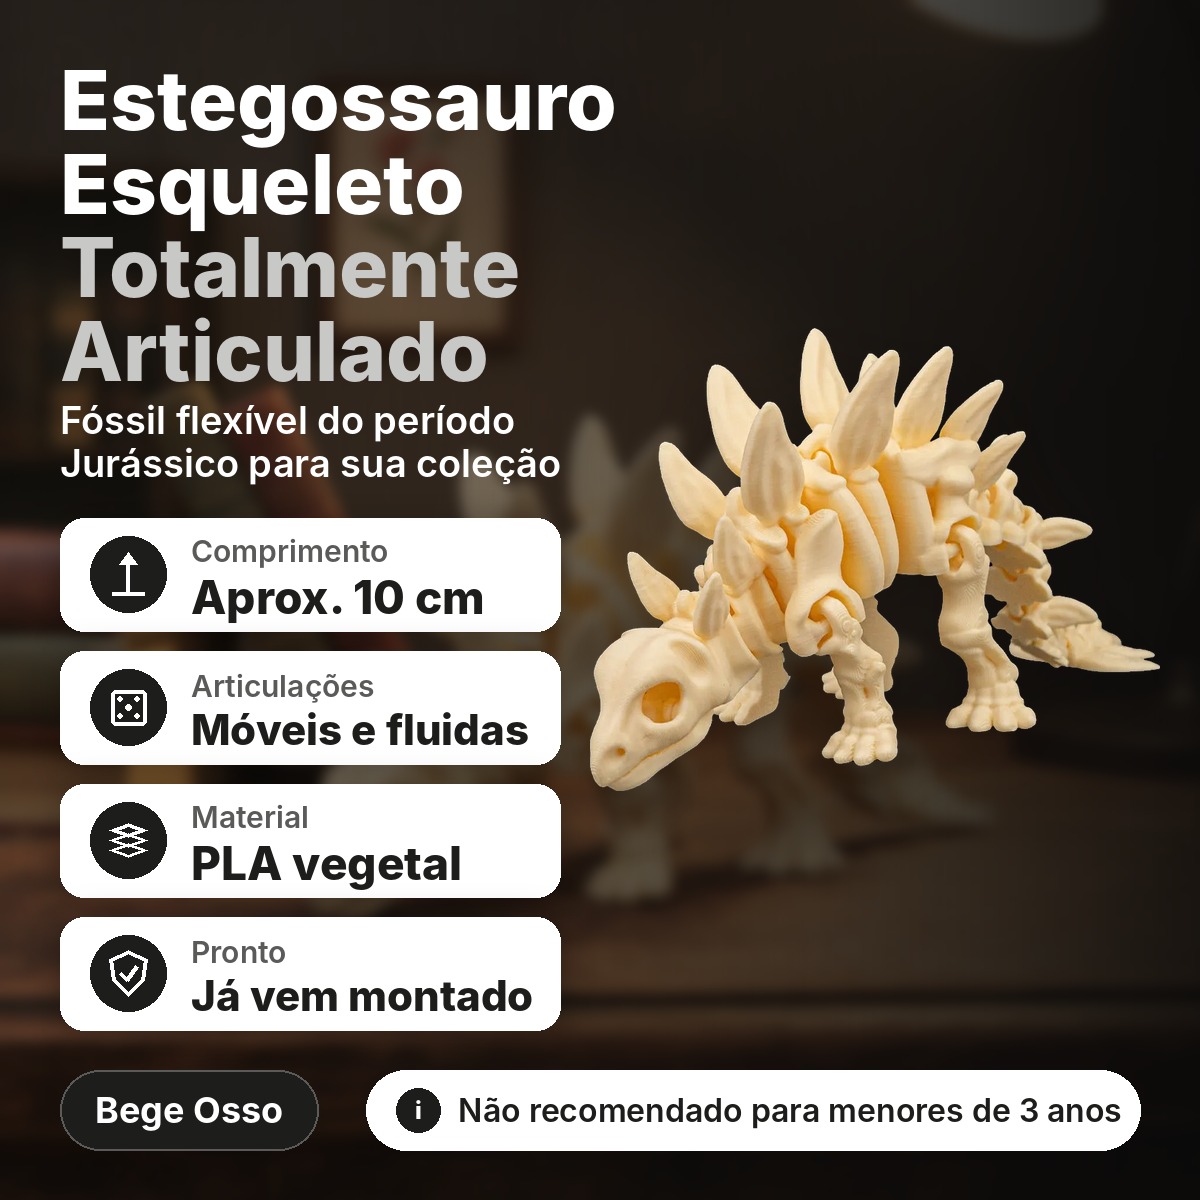 Estegossauro
Esqueleto
Totalmente
Articulado
Fóssil flexível do período
Jurássico para sua coleção
Comprimento
Aprox. 10 cm
Articulações
Móveis e fluidas
Material
PLA vegetal
Pronto
Já vem montado
Bege Osso
i Não recomendado para menores de 3 anos